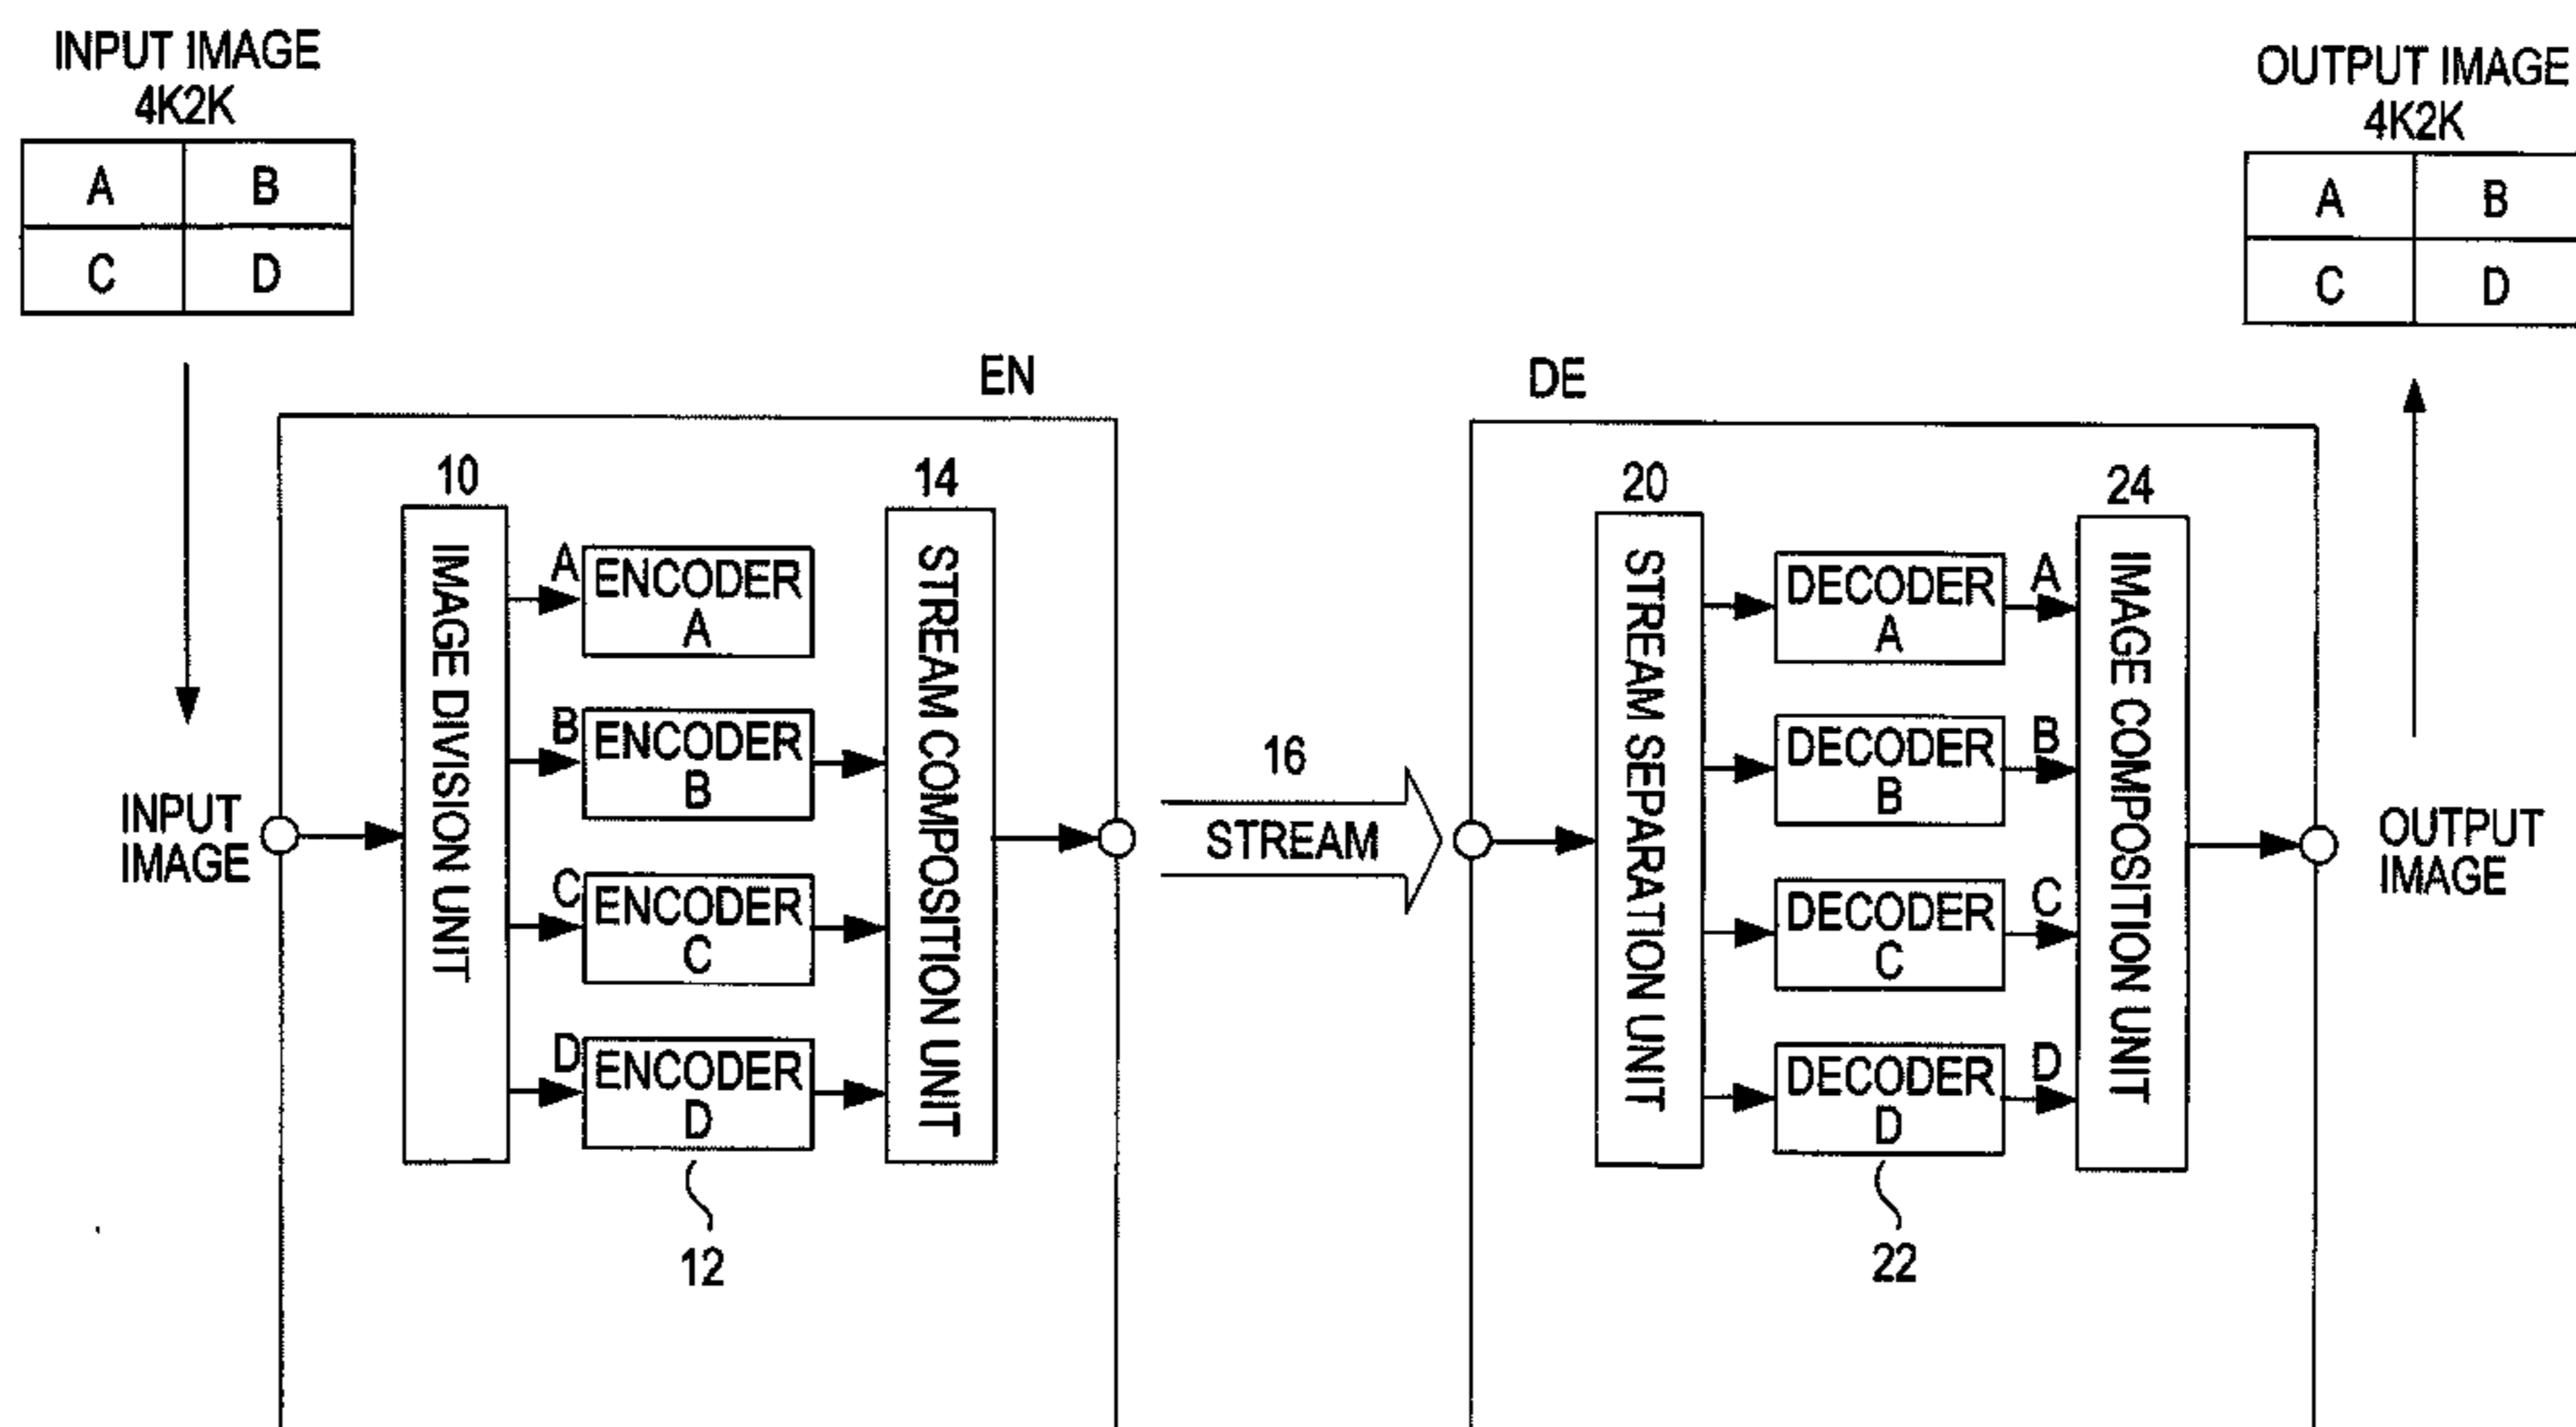 INPUT IMAGE
4K2K
A B
C D
OUTPUT IMAGE
4K2K
A B
C D
EN
DE
INPUT
IMAGE
10
IMAGE DIVISION UNIT
A
ENCODER
A
B
ENCODER
B
C
ENCODER
C
D
ENCODER
D
12
14
STREAM COMPOSITION UNIT
16
STREAM
20
STREAM SEPARATION UNIT
DECODER
A
A
DECODER
B
B
DECODER
C
C
DECODER
D
D
22
24
IMAGE COMPOSITION UNIT
OUTPUT
IMAGE